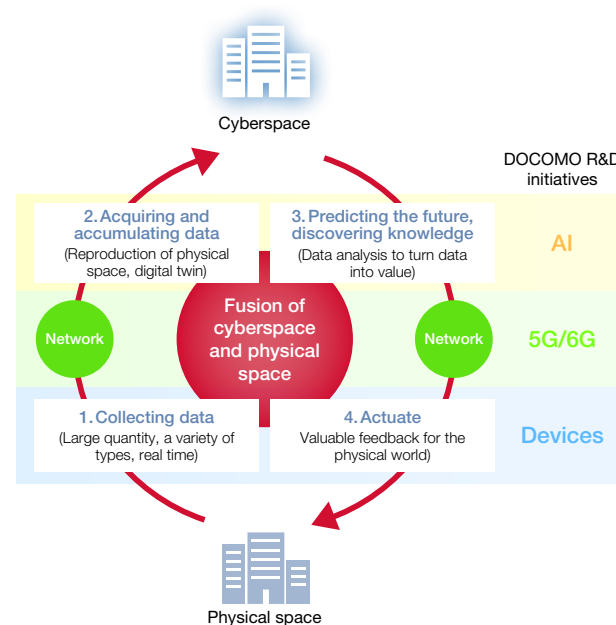 Cyberspace
DOCOMO R&D
initiatives
2. Acquiring and
accumulating data
(Reproduction of physical
space, digital twin)
3. Predicting the future,
discovering knowledge
(Data analysis to turn data
into value)
AI
Fusion of
cyberspace
and physical
space
Network
Network
5G/6G
1. Collecting data
(Large quantity, a variety of
types, real time)
4. Actuate
Valuable feedback for the
physical world)
Devices
Physical space